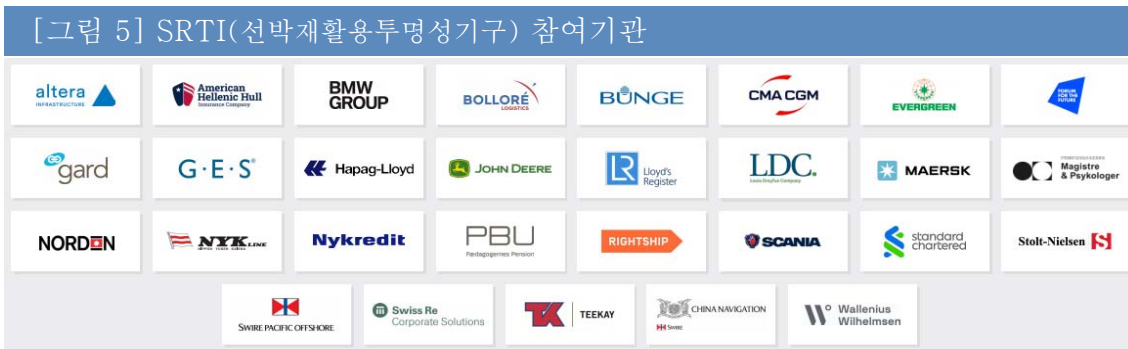 [그림 5] SRTI(선박재활용투명성기구) 참여기관
altera
INFRASTRUCTURE
American
Hellenic Hull
Insurance Company
BMW
GROUP
BOLLORÉ
LOGISTICS
BUNGE
CMA CGM
EVERGREEN
FORUM
FOR THE
FUTURE
gard
G·E·S®
Hapag-Lloyd
JOHN DEERE
LR
Lloyd's
Register
LDC.
Louis Dreyfus Company
MAERSK
Magistre
& Psykologer
NORDEN
NYK LINE
Nykredit
PBU
Pædagogernes Pension
RIGHTSHIP
SCANIA
standard
chartered
Stolt-Nielsen S
SWIRE PACIFIC OFFSHORE
Swiss Re
Corporate Solutions
TK TEEKAY
CHINA NAVIGATION
SWIRE
W° Wallenius
Wilhelmsen